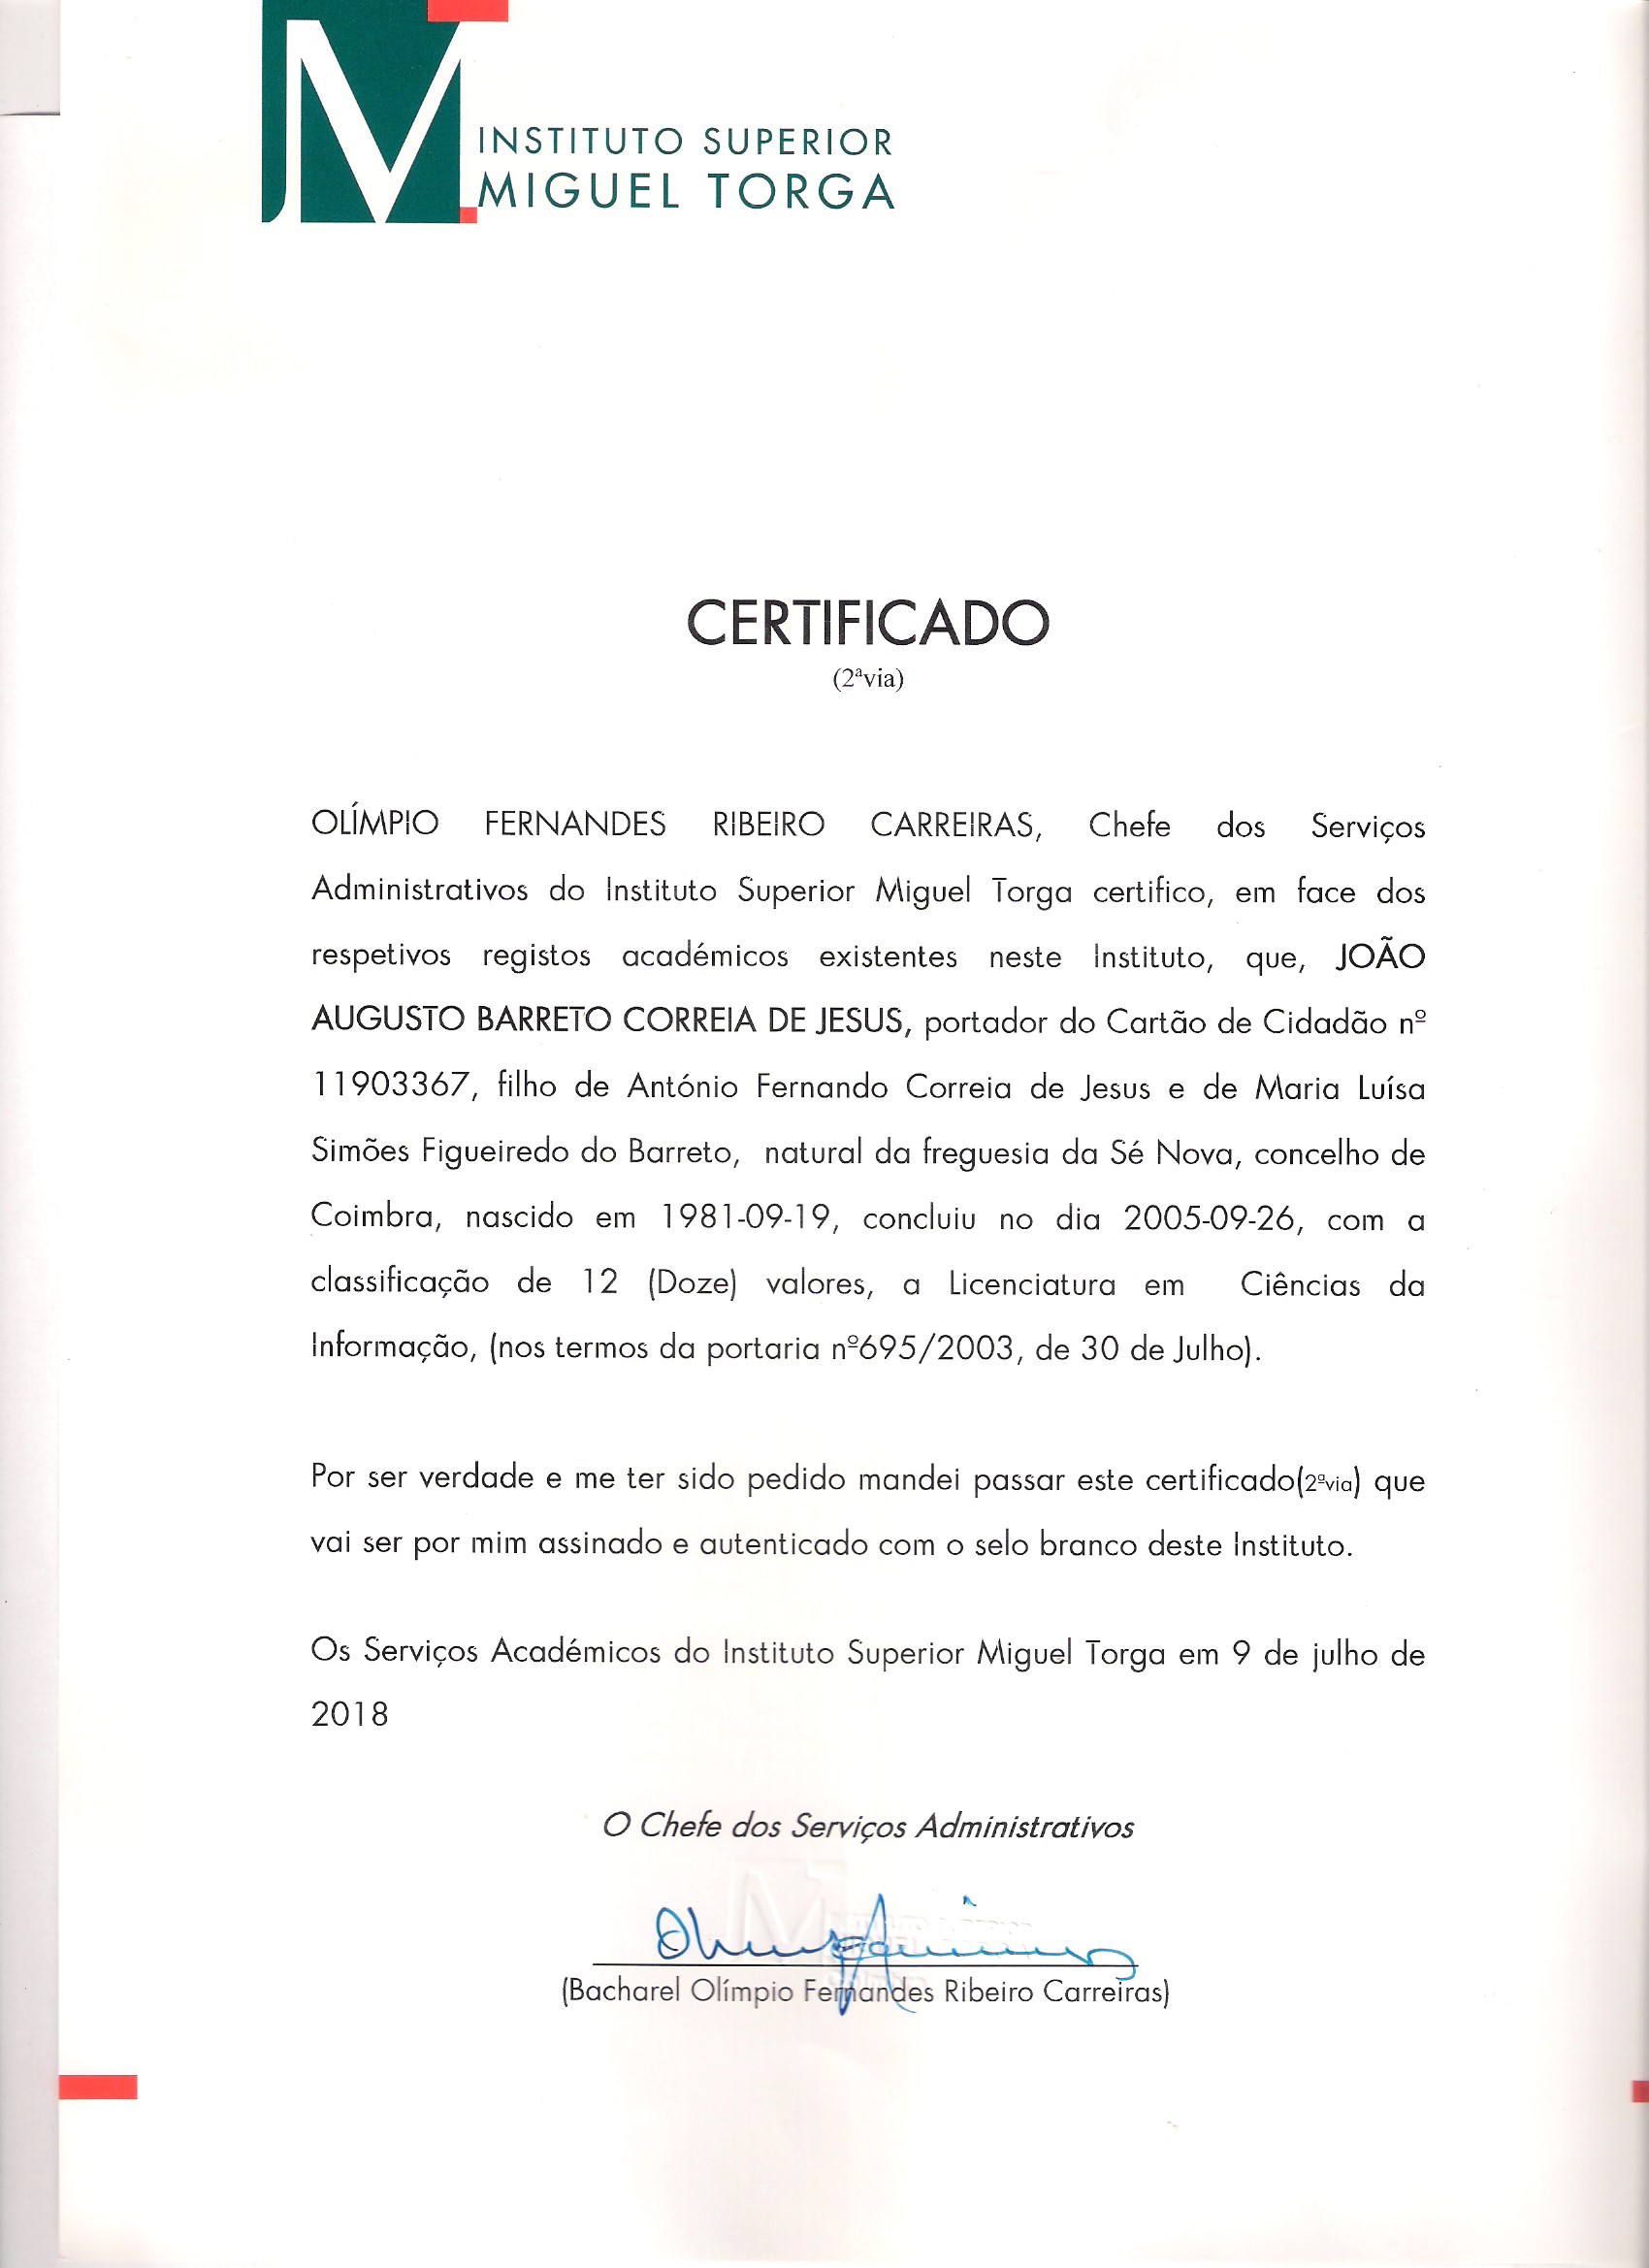 INSTITUTO SUPERIOR
MIGUEL TORGA
CERTIFICADO
(2ªvia)
OLÍMPIO FERNANDES RIBEIRO CARREIRAS, Chefe dos Serviços
Administrativos do Instituto Superior Miguel Torga certifico, em face dos
respetivos registos académicos existentes neste Instituto, que, JOÃO
AUGUSTO BARRETO CORREIA DE JESUS, portador do Cartão de Cidadão nº
11903367, filho de António Fernando Correia de Jesus e de Maria Luísa
Simões Figueiredo do Barreto, natural da freguesia da Sé Nova, concelho de
Coimbra, nascido em 1981-09-19, concluiu no dia 2005-09-26, com a
classificação de 12 (Doze) valores, a Licenciatura em Ciências da
Informação, (nos termos da portaria nº695/2003, de 30 de Julho).
Por ser verdade e me ter sido pedido mandei passar este certificado(2ªvia) que
vai ser por mim assinado e autenticado com o selo branco deste Instituto.
Os Serviços Académicos do Instituto Superior Miguel Torga em 9 de julho de
2018
O Chefe dos Serviços Administrativos
(Bacharel Olímpio Fernandes Ribeiro Carreiras)